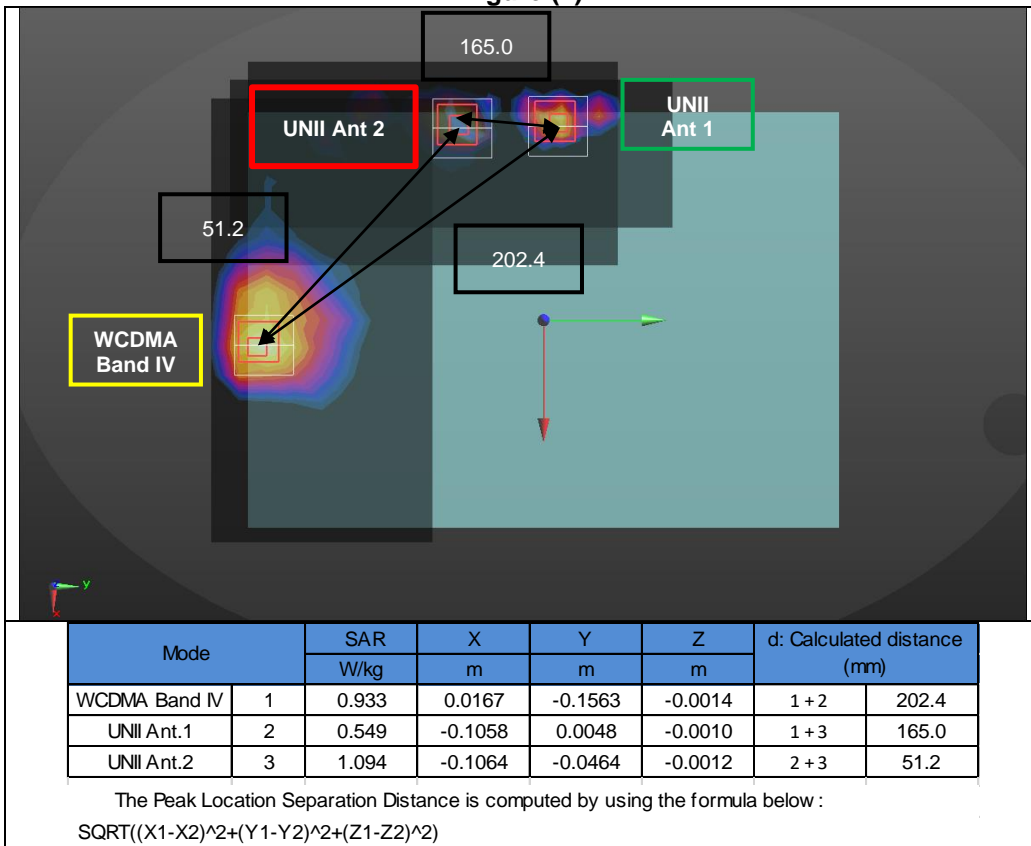 165.0
UNII Ant 2
UNII
Ant 1
51.2
202.4
WCDMA
Band IV
Y
X
Mode SAR X Y Z d: Calculated distance
W/kg m m m (mm)
WCDMA Band IV 1 0.933 0.0167 -0.1563 -0.0014 1 + 2 202.4
UNII Ant.1 2 0.549 -0.1058 0.0048 -0.0010 1 + 3 165.0
UNII Ant.2 3 1.094 -0.1064 -0.0464 -0.0012 2 + 3 51.2
The Peak Location Separation Distance is computed by using the formula below :
SQRT((X1-X2)^2+(Y1-Y2)^2+(Z1-Z2)^2)